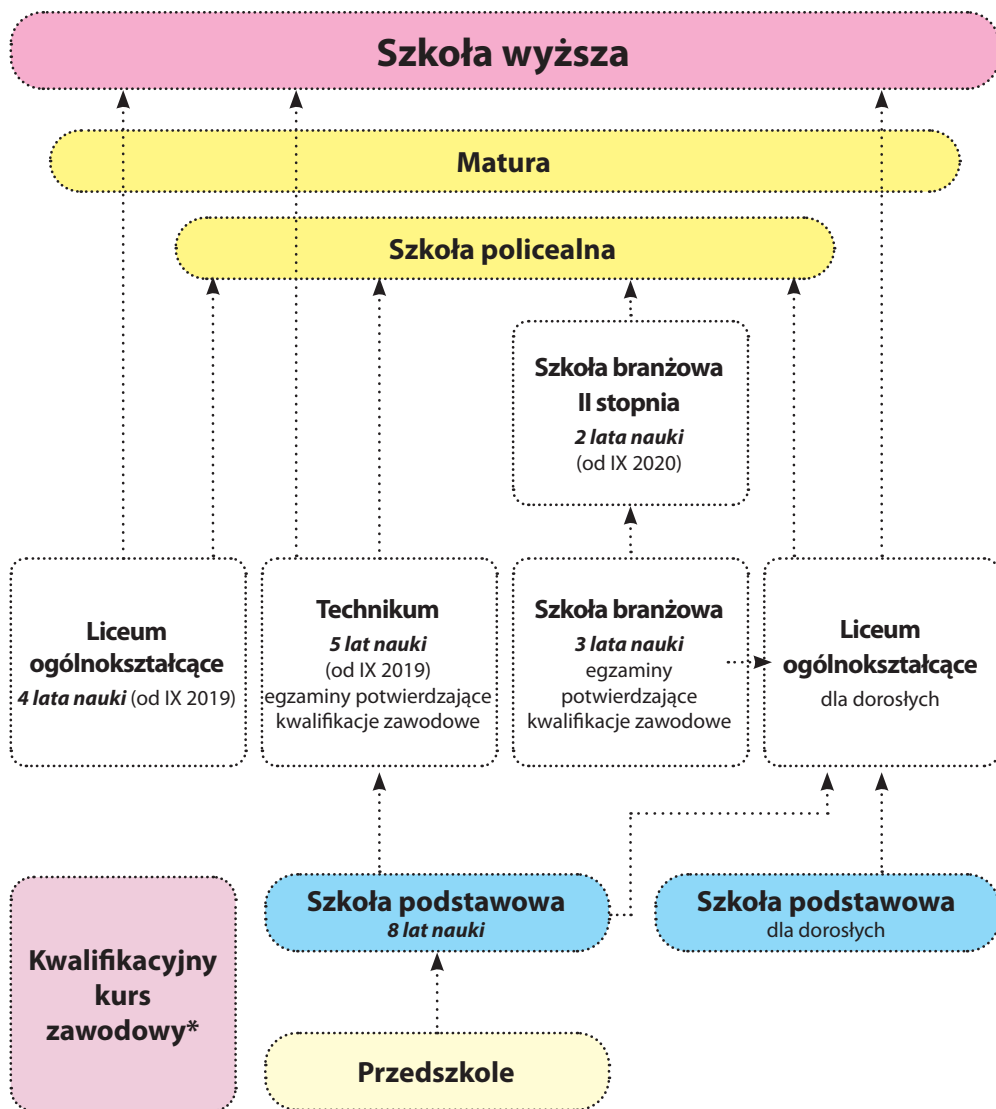 Szkoła wyższa
Matura
Szkoła policealna
Szkoła branżowa
II stopnia
2 lata nauki
(od IX 2020)
Liceum
ogólnokształcące
4 lata nauki (od IX 2019)
Technikum
5 lat nauki
(od IX 2019)
egzaminy potwierdzające
kwalifikacje zawodowe
Szkoła branżowa
3 lata nauki
egzaminy
potwierdzające
kwalifikacje zawodowe
Liceum
ogólnokształcące
dla dorosłych
Kwalifikacyjny
kurs
zawodowy*
Szkoła podstawowa
8 lat nauki
Szkoła podstawowa
dla dorosłych
Przedszkole